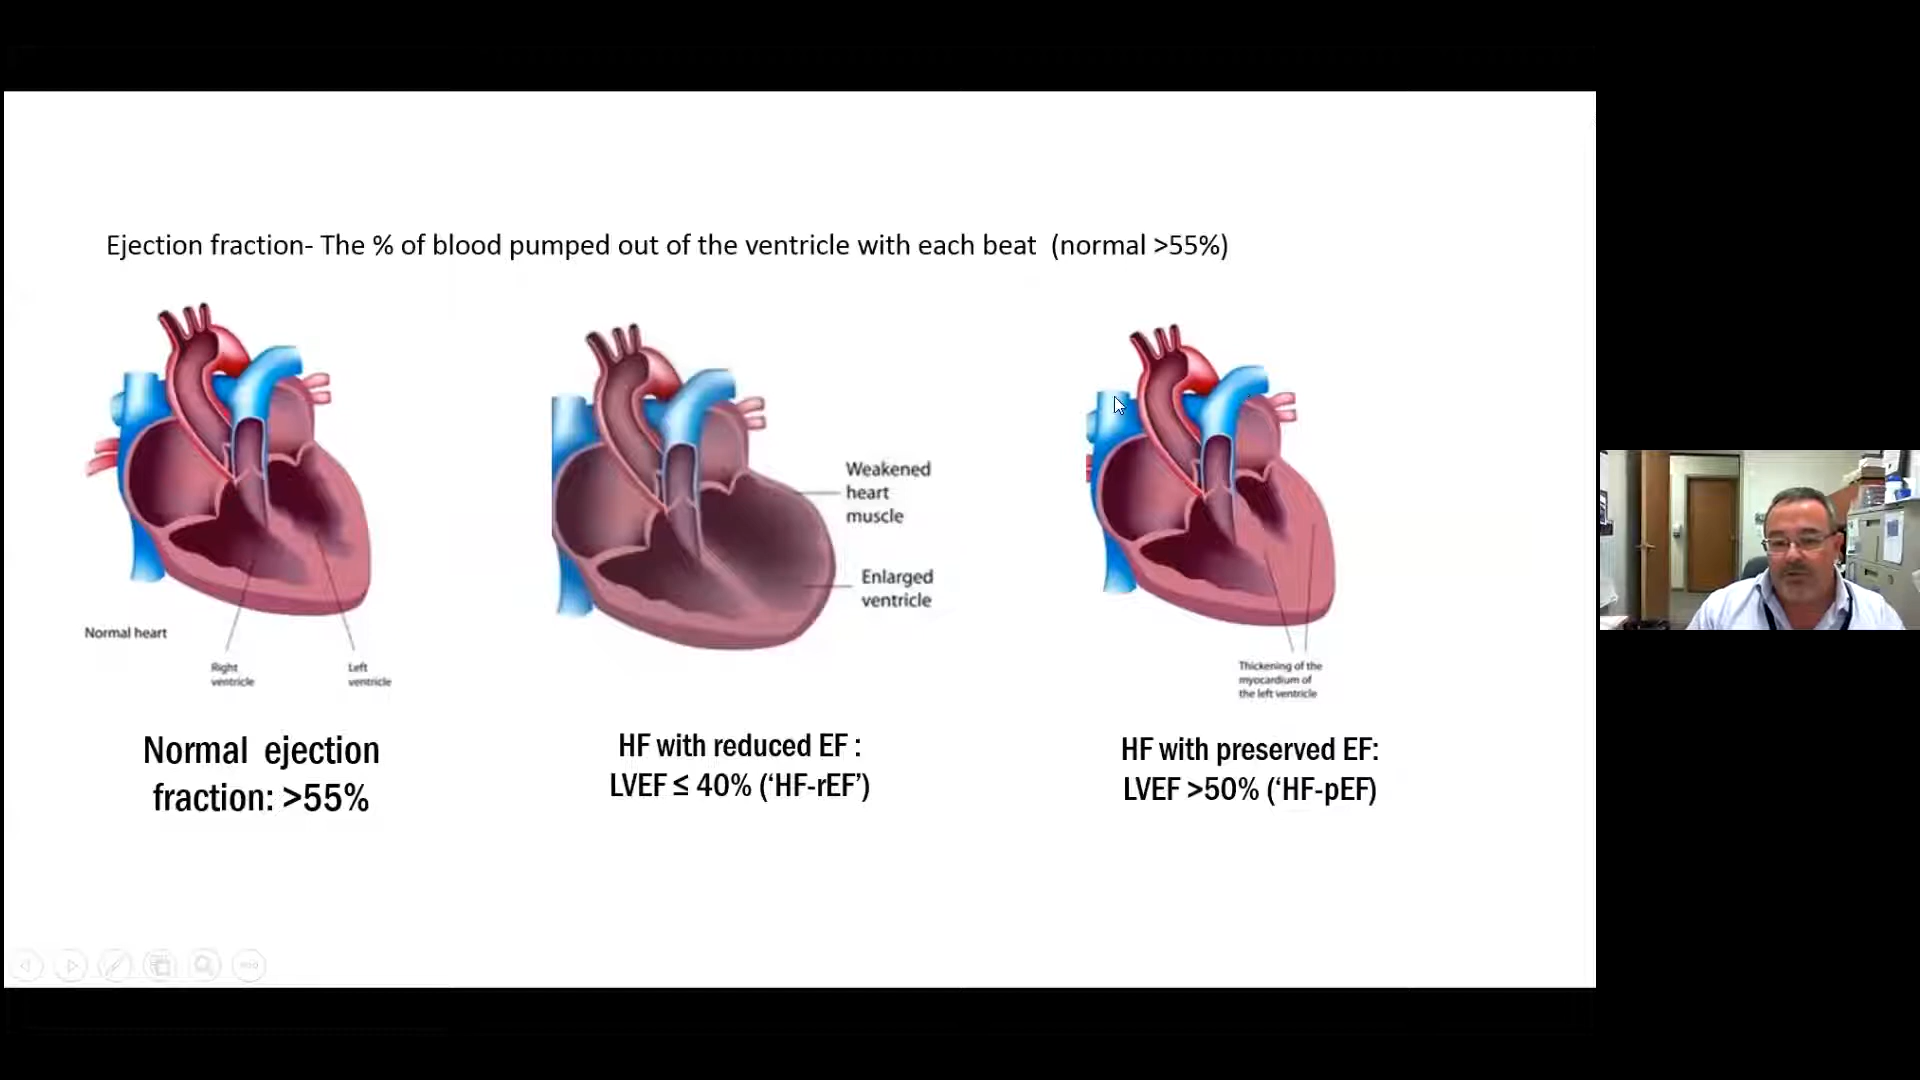 Ejection fraction- The % of blood pumped out of the ventricle with each beat (normal >55%)
Normal heart
Right
ventricle
Left
ventricle
Weakened
heart
muscle
Enlarged
ventricle
Thickening of the
myocardium of
the left ventricle
Normal ejection
fraction: >55%
HF with reduced EF :
LVEF ≤ 40% (‘HF-rEF’)
HF with preserved EF:
LVEF >50% (‘HF-pEF)